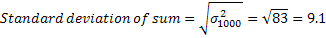 Standard deviation of sum = √σ²₁₀₀₀ = √83 = 9.1